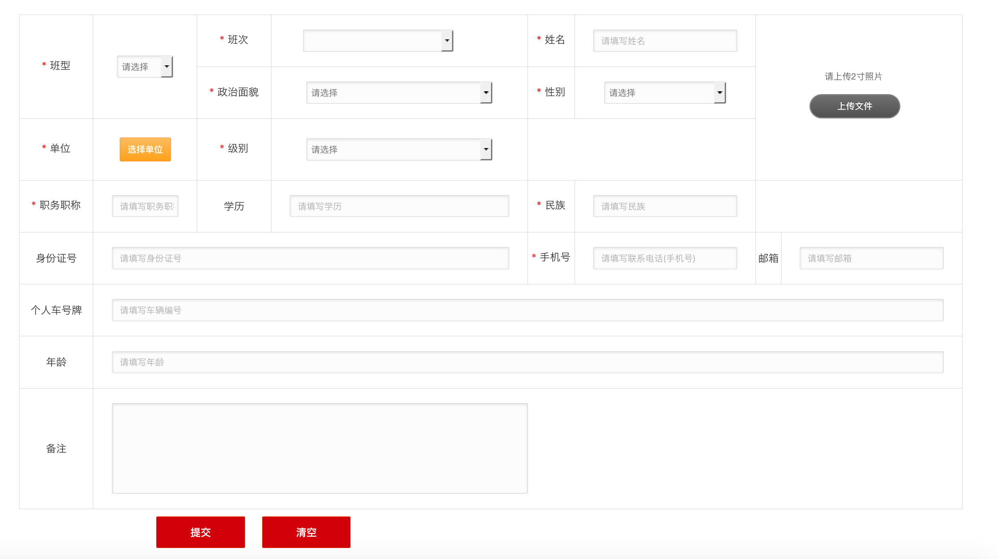 * 班型
请选择
* 班次
* 姓名
请填写姓名
* 政治面貌
请选择
* 性别
请选择
请上传2寸照片
上传文件
* 单位
选择单位
* 级别
请选择
* 职务职称
请填写职务职
学历
请填写学历
* 民族
请填写民族
身份证号
请填写身份证号
* 手机号
请填写联系电话(手机号)
邮箱
请填写邮箱
个人车号牌
请填写车辆编号
年龄
请填写年龄
备注
提交
清空